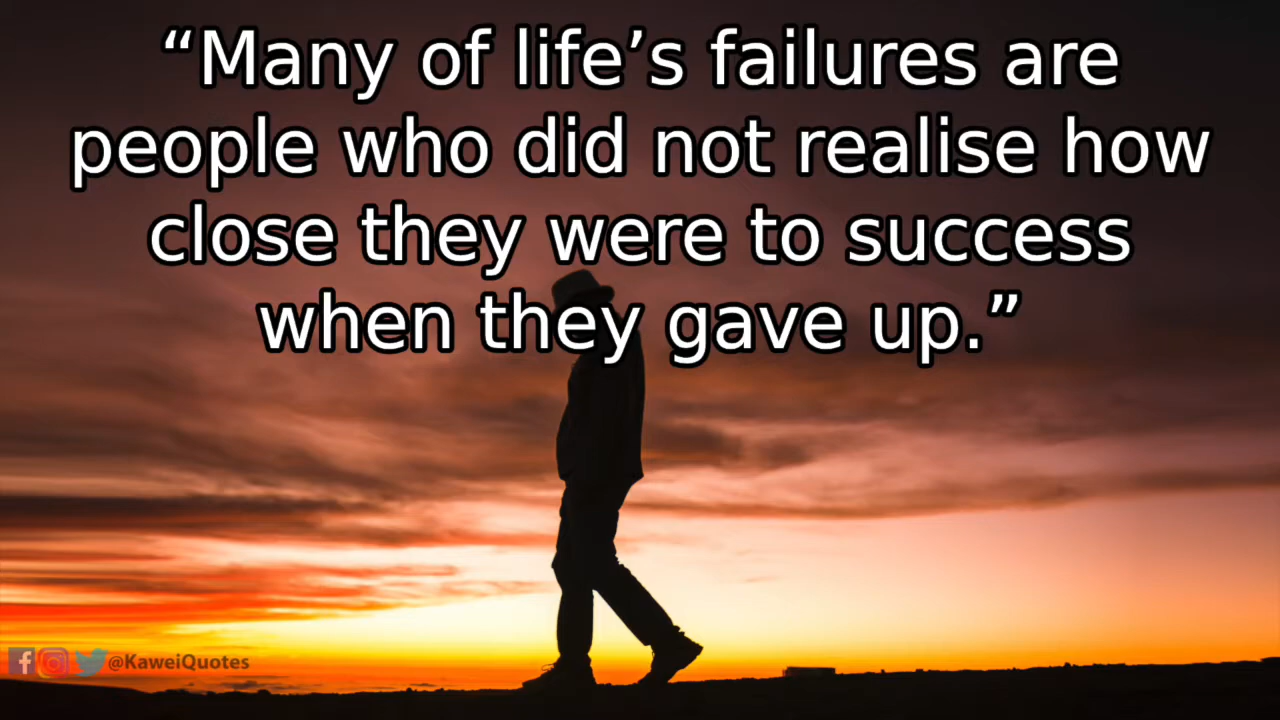 “Many of life’s failures are
people who did not realise how
close they were to success
when they gave up.”
@KaweiQuotes